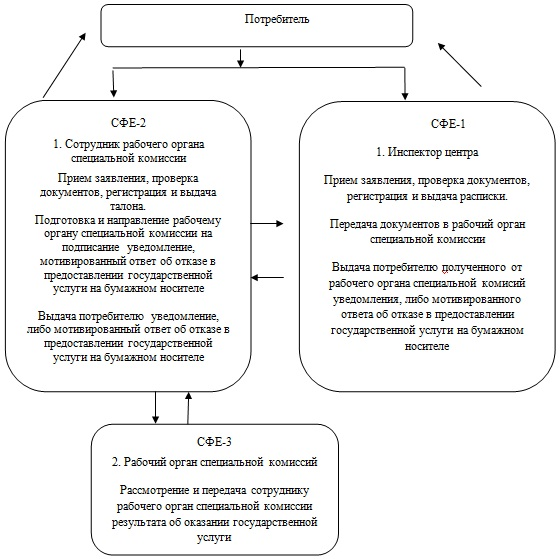 Потребитель
СФЕ-2
1. Сотрудник рабочего органа
специальной комиссии
Прием заявления, проверка
документов, регистрация и выдача
талона.
Подготовка и направление рабочему
органу специальной комиссии на
подписание уведомление,
мотивированный ответ об отказе в
предоставлении государственной
услуги на бумажном носителе
Выдача потребителю уведомление,
либо мотивированный ответ об отказе в
предоставлении государственной
услуги на бумажном носителе
СФЕ-1
1. Инспектор центра
Прием заявления, проверка документов,
регистрация и выдача расписки.
Передача документов в рабочий орган
специальной комиссии
Выдача потребителю полученного от
рабочего органа специальной комисий
уведомления, либо мотивированного
ответа об отказе в предоставлении
государственной услуги на бумажном
носителе
СФЕ-3
2. Рабочий орган специальной комиссий
Рассмотрение и передача сотруднику
рабочего орган специальной комиссии
результата об оказании государственной
услуги